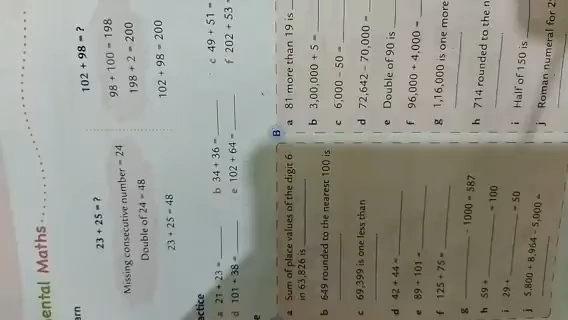 ental Maths
arn
23 + 25 = ?
Missing consecutive number = 24
Double of 24 = 48
23 + 25 = 48
102 + 98 = ?
98 + 100 = 198
198 + 2 = 200
102 + 98 = 200
actice
a 21 + 23 =
b 34 + 36 =
c 49 + 51 =
d 101 + 38 =
e 102 + 64 =
f 202 + 53
e
a Sum of place values of the digit 6
in 63,826 is
b 649 rounded to the nearest 100 is
c 69,399 is one less than
d 42 + 44 =
e 89 + 101 =
f 125 + 75 =
g - 1000 = 587
h 59 + = 100
i 29 + = 50
j 5,800 + 8,964 - 5,000 =
B
a 81 more than 19 is
b 3,00,000 + 5 =
c 6,000 - 50 =
d 72,642 - 70,000 =
e Double of 90 is
f 96,000 + 4,000 =
g 1,16,000 is one more
h 714 rounded to the n
i Half of 150 is
j Roman numeral for 2